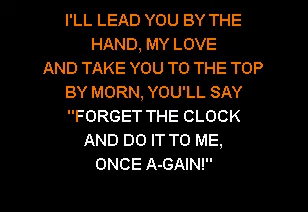 I'LL LEAD YOU BY THE
HAND, MY LOVE
AND TAKE YOU TO THE TOP
BY MORN, YOU'LL SAY
"FORGET THE CLOCK
AND DO IT TO ME,
ONCE A-GAIN!"